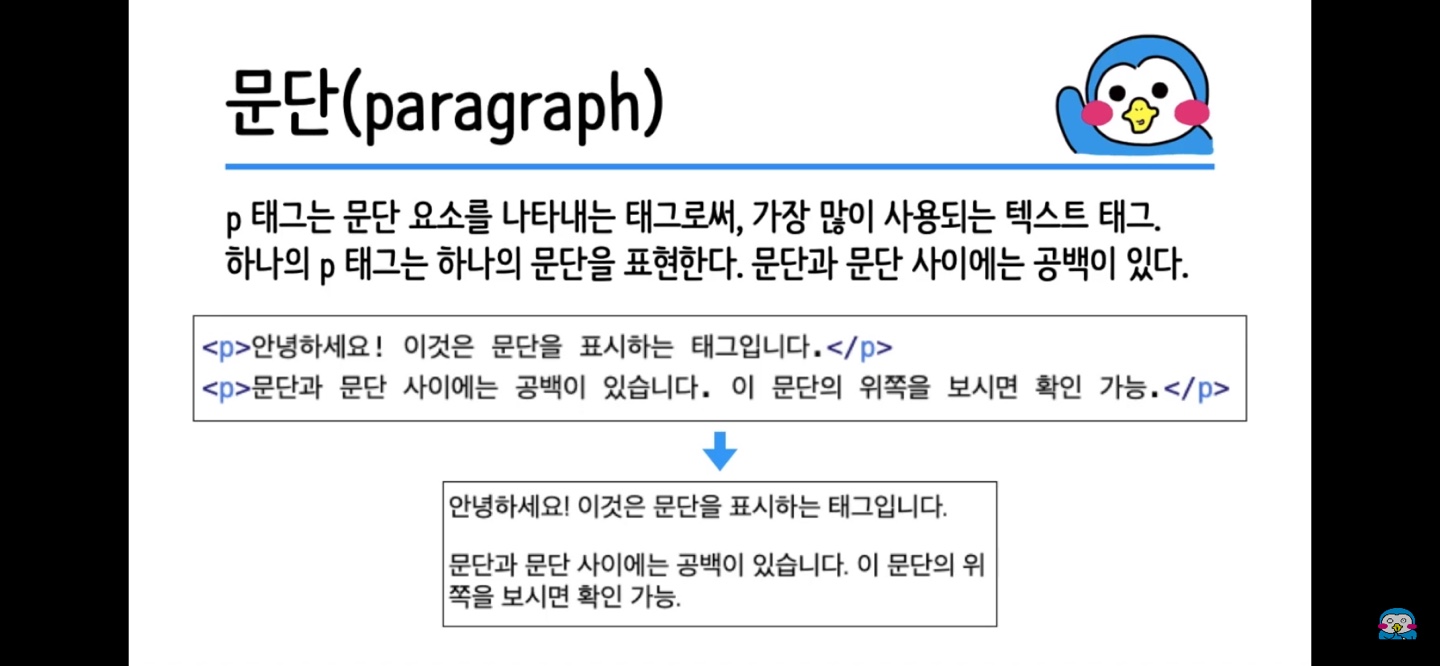 문단(paragraph)
p 태그는 문단 요소를 나타내는 태그로써, 가장 많이 사용되는 텍스트 태그.
하나의 p 태그는 하나의 문단을 표현한다. 문단과 문단 사이에는 공백이 있다.
<p>안녕하세요! 이것은 문단을 표시하는 태그입니다.</p>
<p>문단과 문단 사이에는 공백이 있습니다. 이 문단의 위쪽을 보시면 확인 가능.</p>
안녕하세요! 이것은 문단을 표시하는 태그입니다.
문단과 문단 사이에는 공백이 있습니다. 이 문단의 위
쪽을 보시면 확인 가능.